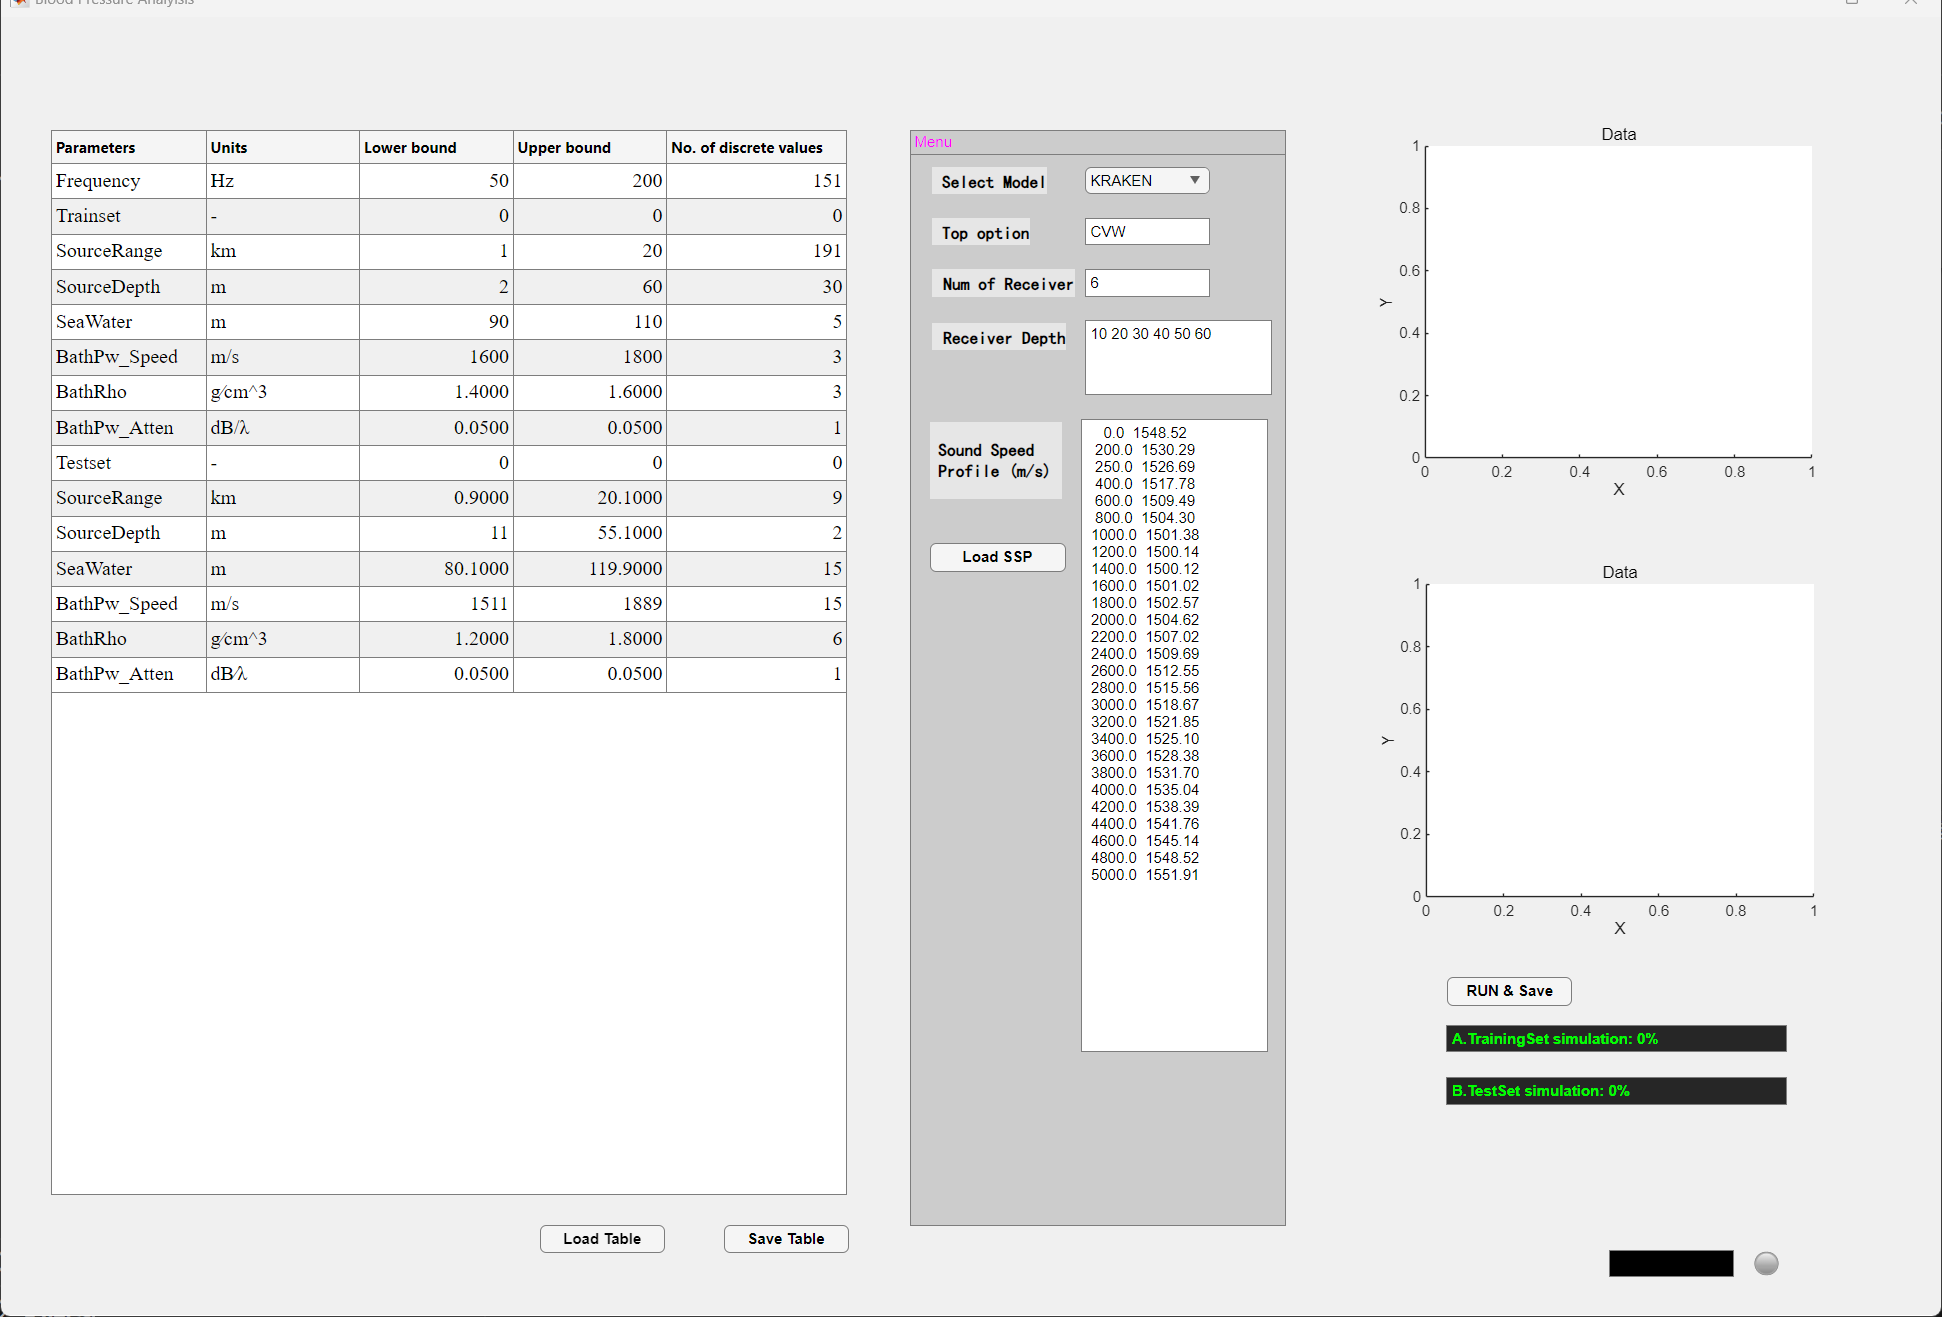 Blood Pressure Analyisis
Parameters Units Lower bound Upper bound No. of discrete values
Frequency Hz 50 200 151
Trainset - 0 0 0
SourceRange km 1 20 191
SourceDepth m 2 60 30
SeaWater m 90 110 5
BathPw_Speed m/s 1600 1800 3
BathRho g/cm^3 1.4000 1.6000 3
BathPw_Atten dB/λ 0.0500 0.0500 1
Testset - 0 0 0
SourceRange km 0.9000 20.1000 9
SourceDepth m 11 55.1000 2
SeaWater m 80.1000 119.9000 15
BathPw_Speed m/s 1511 1889 15
BathRho g/cm^3 1.2000 1.8000 6
BathPw_Atten dB/λ 0.0500 0.0500 1
Load Table Save Table
Menu
Select Model KRAKEN
Top option CVW
Num of Receiver 6
Receiver Depth 10 20 30 40 50 60
Sound Speed
Profile (m/s)
Load SSP
0.0 1548.52
200.0 1530.29
250.0 1526.69
400.0 1517.78
600.0 1509.49
800.0 1504.30
1000.0 1501.38
1200.0 1500.14
1400.0 1500.12
1600.0 1501.02
1800.0 1502.57
2000.0 1504.62
2200.0 1507.02
2400.0 1509.69
2600.0 1512.55
2800.0 1515.56
3000.0 1518.67
3200.0 1521.85
3400.0 1525.10
3600.0 1528.38
3800.0 1531.70
4000.0 1535.04
4200.0 1538.39
4400.0 1541.76
4600.0 1545.14
4800.0 1548.52
5000.0 1551.91
Data
1
0.8
0.6
Y
0.4
0.2
0
0 0.2 0.4 0.6 0.8 1
X
Data
1
0.8
0.6
Y
0.4
0.2
0
0 0.2 0.4 0.6 0.8 1
X
RUN & Save
A.TrainingSet simulation: 0%
B.TestSet simulation: 0%